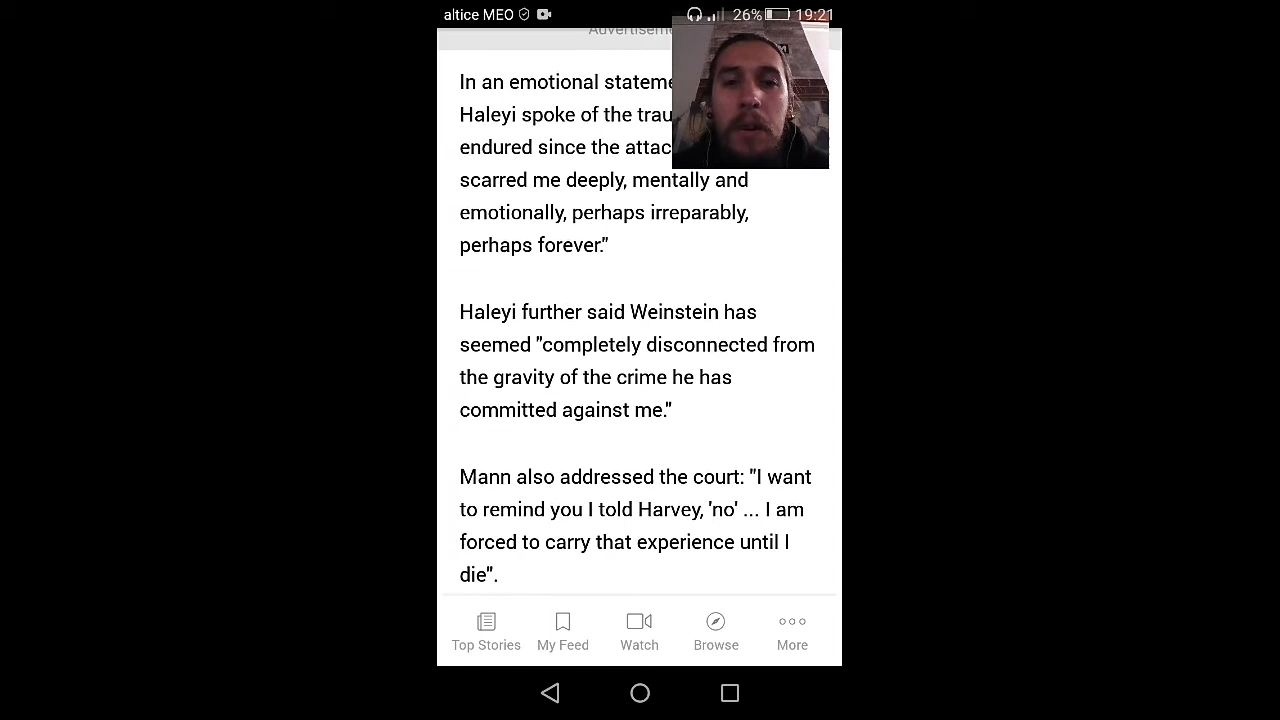 altice MEO 26% 19:21
In an emotional
Haleyi spoke of the
endured since the
scarred me deeply, mentally and
emotionally, perhaps irreparably,
perhaps forever."
Haleyi further said Weinstein has
seemed "completely disconnected from
the gravity of the crime he has
committed against me."
Mann also addressed the court: "I want
to remind you I told Harvey, 'no' ... I am
forced to carry that experience until I
die".
Top Stories My Feed Watch Browse More